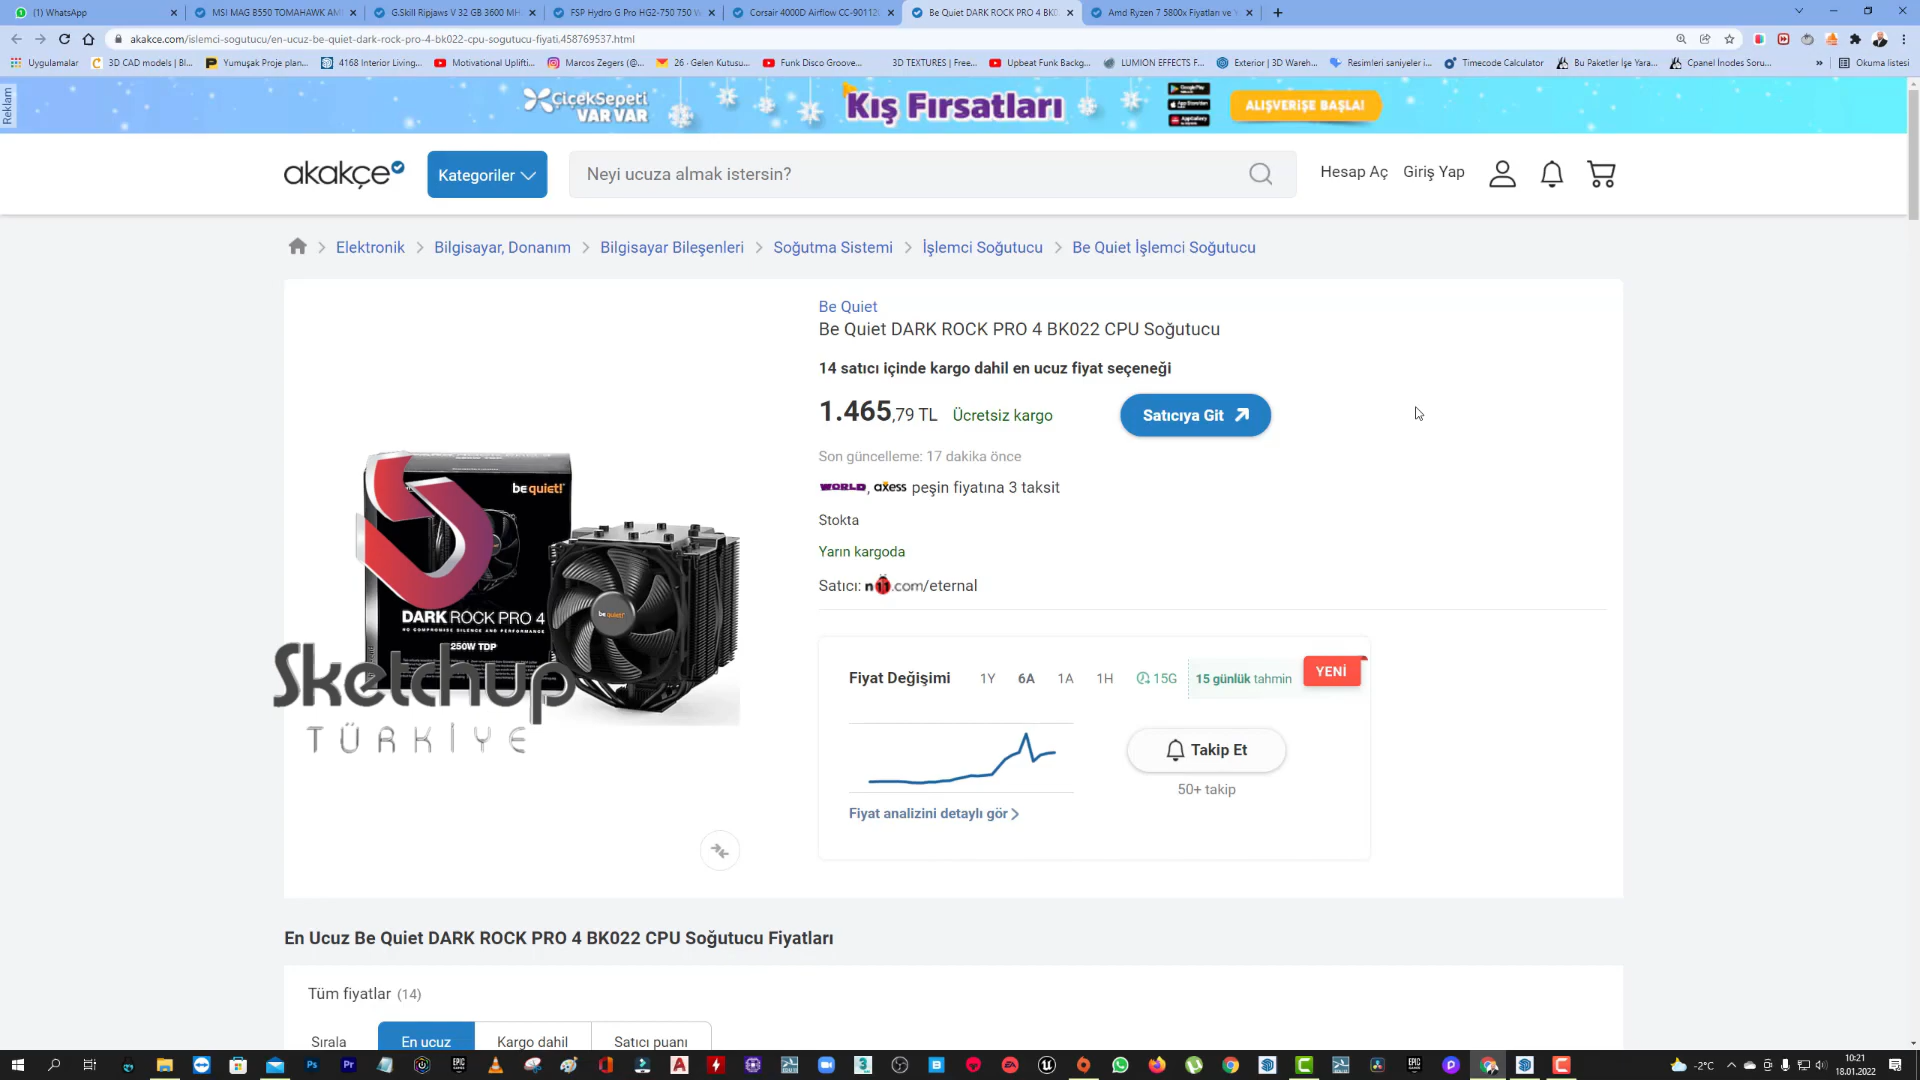 (1) WhatsApp
MSI MAG B550 TOMAHAWK AM
G.Skill Ripjaws V 32 GB 3600 MH
FSP Hydro G Pro HG2-750 750 V
Corsair 4000D Airflow CC-90112
Be Quiet DARK ROCK PRO 4 BK0
Amd Ryzen 7 5800x Fiyatları ve
akakce.com/islemci-sogutucu/en-ucuz-be-quiet-dark-rock-pro-4-bk022-cpu-sogutucu-fiyati,458769537.html
Uygulamalar
3D CAD models | Bl...
Yumuşak Proje plan...
4168 Interior Living...
Motivational Uplifti...
Marcos Zegers (@...
26 - Gelen Kutusu...
Funk Disco Groove...
3D TEXTURES | Free...
Upbeat Funk Backg...
LUMION EFFECTS F...
Exterior | 3D Wareh...
Resimleri saniyeler i...
Timecode Calculator
Bu Paketler İşe Yara...
Cpanel İnodes Soru...
»
Okuma listesi
Reklam
ÇiçekSepeti
VAR VAR
Kış Fırsatları
ALIŞVERİŞE BAŞLA!
akakçe
Kategoriler
Neyi ucuza almak istersin?
Hesap Aç
Giriş Yap
Elektronik
Bilgisayar, Donanım
Bilgisayar Bileşenleri
Soğutma Sistemi
İşlemci Soğutucu
Be Quiet İşlemci Soğutucu
Be Quiet
Be Quiet DARK ROCK PRO 4 BK022 CPU Soğutucu
14 satıcı içinde kargo dahil en ucuz fiyat seçeneği
1.465,79 TL Ücretsiz kargo
Satıcıya Git
Son güncelleme: 17 dakika önce
WORLD, axess peşin fiyatına 3 taksit
Stokta
Yarın kargoda
Satıcı: n11.com/eternal
be quiet!
DARK ROCK PRO 4
NO COMPROMISE SILENCE AND PERFORMANCE
250W TDP
be quiet!
Sketchup
TÜRKİYE
Fiyat Değişimi
1Y
6A
1A
1H
15G
15 günlük tahmin
YENİ
Takip Et
50+ takip
Fiyat analizini detaylı gör
En Ucuz Be Quiet DARK ROCK PRO 4 BK022 CPU Soğutucu Fiyatları
Tüm fiyatlar (14)
Sırala
En ucuz
Kargo dahil
Satıcı puanı
-2°C
10:21
18.01.2022